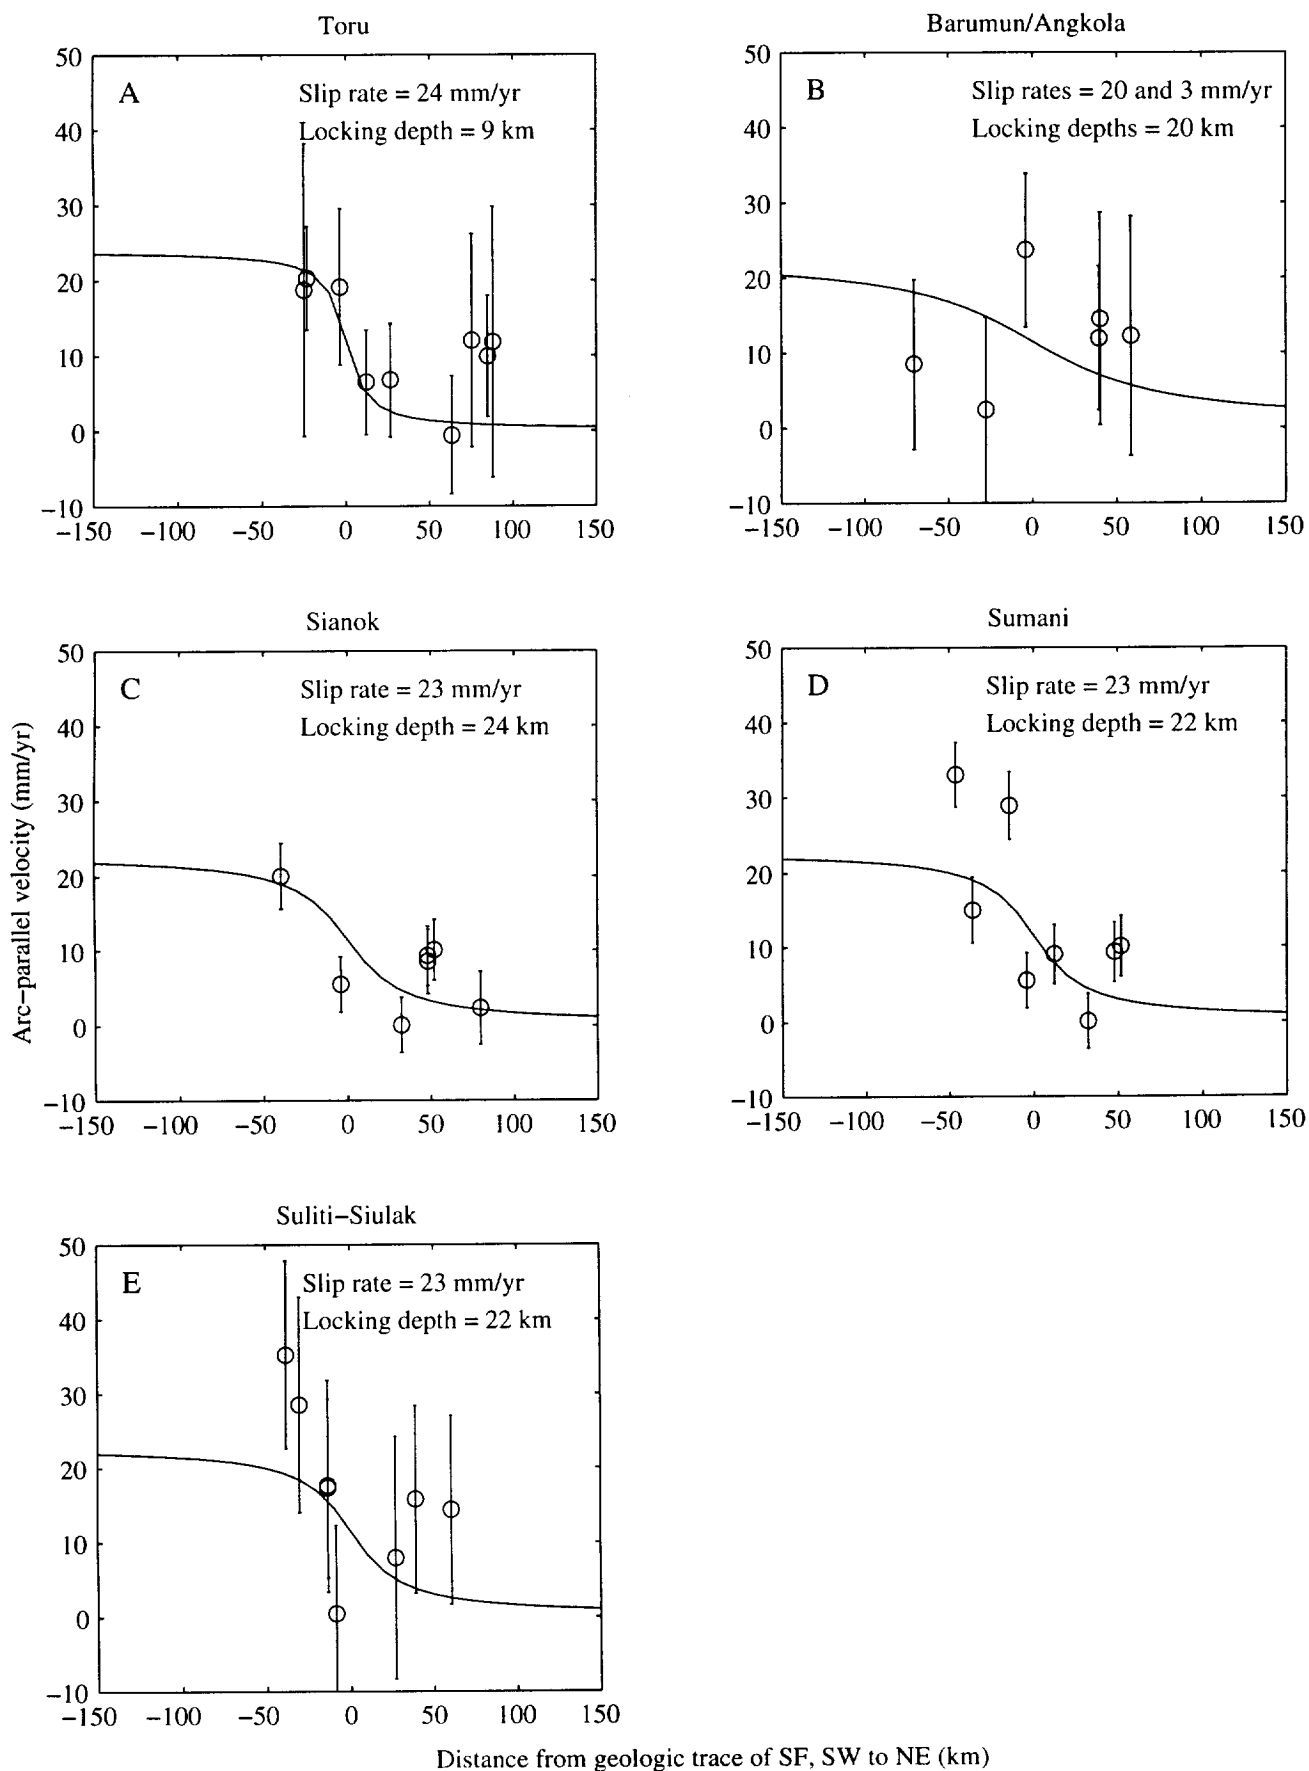 Toru
A
Slip rate = 24 mm/yr
Locking depth = 9 km
50
40
30
20
10
0
−10
−150 −100 −50 0 50 100 150
Barumun/Angkola
B
Slip rates = 20 and 3 mm/yr
Locking depths = 20 km
50
40
30
20
10
0
−10
−150 −100 −50 0 50 100 150
Sianok
C
Slip rate = 23 mm/yr
Locking depth = 24 km
50
40
30
20
10
0
−10
−150 −100 −50 0 50 100 150
Arc−parallel velocity (mm/yr)
Sumani
D
Slip rate = 23 mm/yr
Locking depth = 22 km
50
40
30
20
10
0
−10
−150 −100 −50 0 50 100 150
Suliti−Siulak
E
Slip rate = 23 mm/yr
Locking depth = 22 km
50
40
30
20
10
0
−10
−150 −100 −50 0 50 100 150
Distance from geologic trace of SF, SW to NE (km)